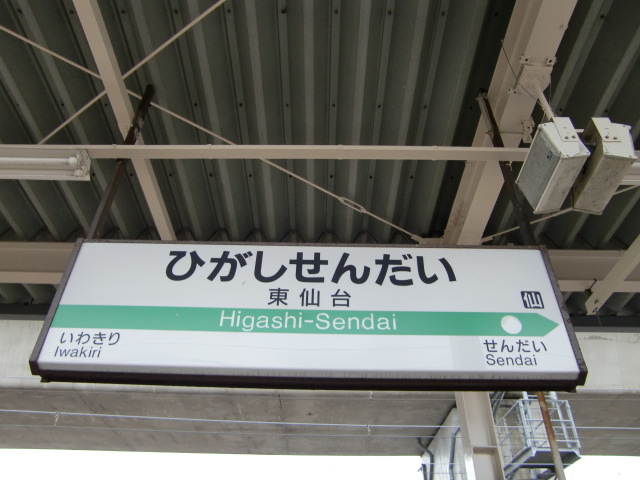 ひがしせんだい
東仙台
仙
Higashi-Sendai
いわきり
Iwakiri
せんだい
Sendai